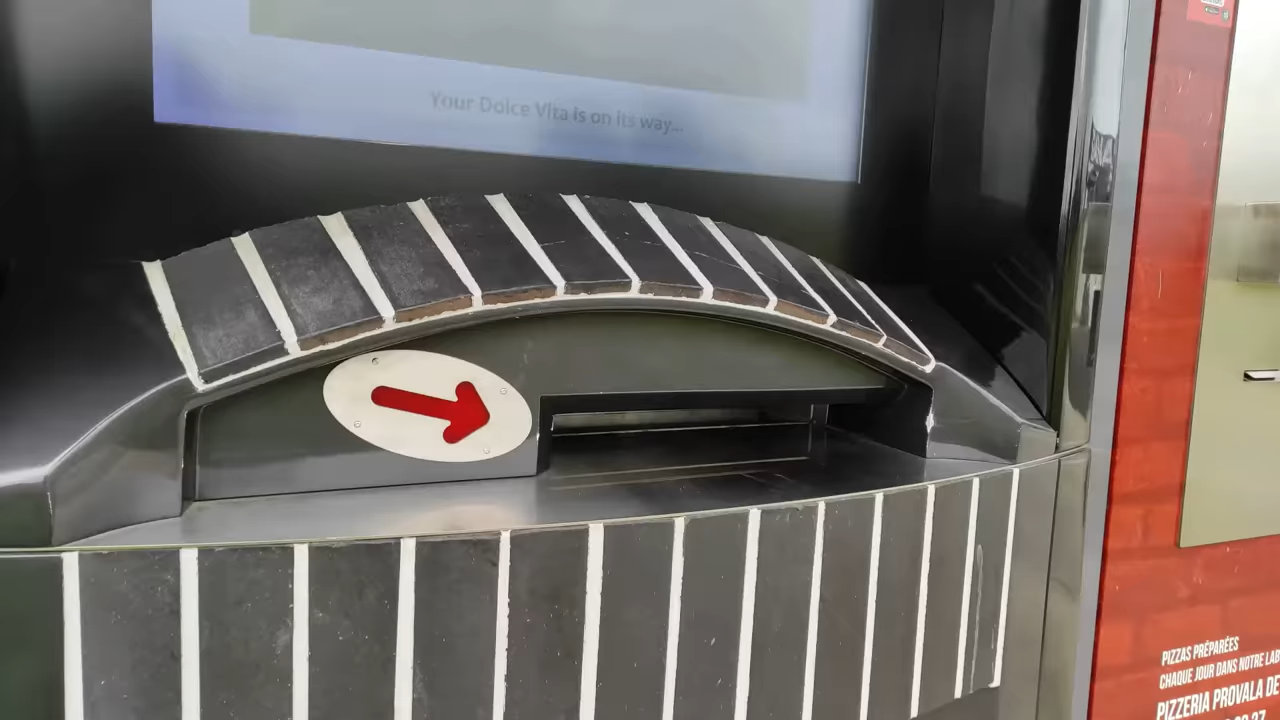 Your Dolce Vita is on its way...
PIZZAS PRÉPARÉES
CHAQUE JOUR DANS NOTRE LAB
PIZZERIA PROVALA DE